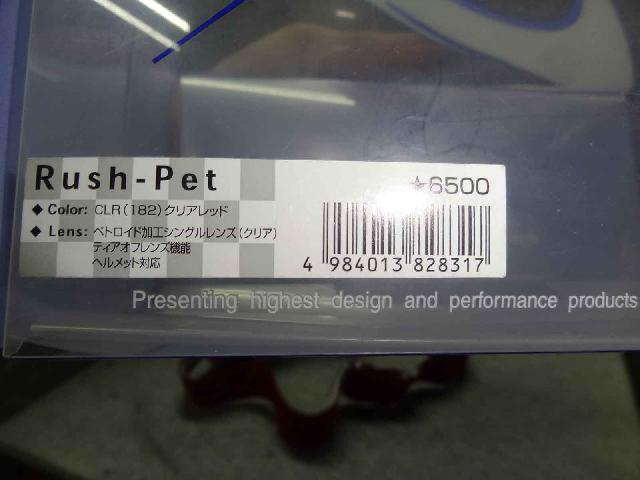 Rush-Pet
★6500
◆ Color: CLR(182)クリアレッド
◆ Lens: ペトロイド加工シングルレンズ(クリア)
ティアオフレンズ機能
ヘルメット対応
4 984013 828317
Presenting highest design and performance products